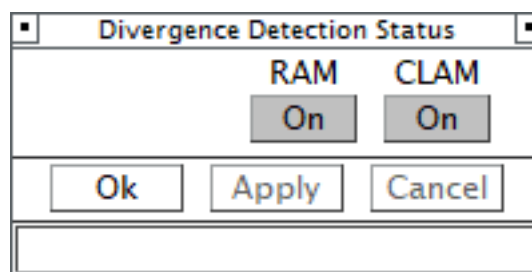 Divergence Detection Status
RAM CLAM
On On
Ok Apply Cancel